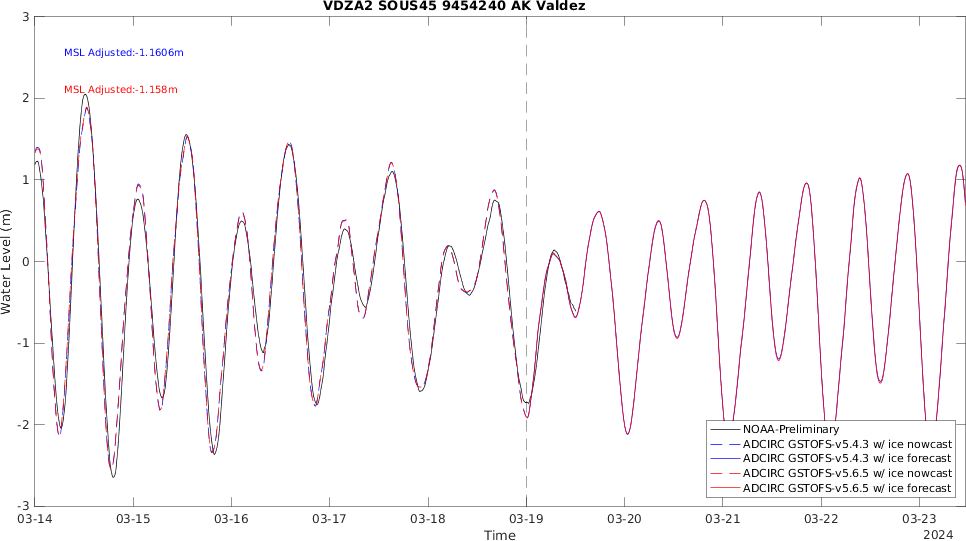 VDZA2 SOUS45 9454240 AK Valdez
3
MSL Adjusted:-1.1606m
MSL Adjusted:-1.158m
2
1
0
-1
-2
-3
Water Level (m)
NOAA-Preliminary
ADCIRC GSTOFS-v5.4.3 w/ ice nowcast
ADCIRC GSTOFS-v5.4.3 w/ ice forecast
ADCIRC GSTOFS-v5.6.5 w/ ice nowcast
ADCIRC GSTOFS-v5.6.5 w/ ice forecast
03-14 03-15 03-16 03-17 03-18 03-19 03-20 03-21 03-22 03-23
Time
2024